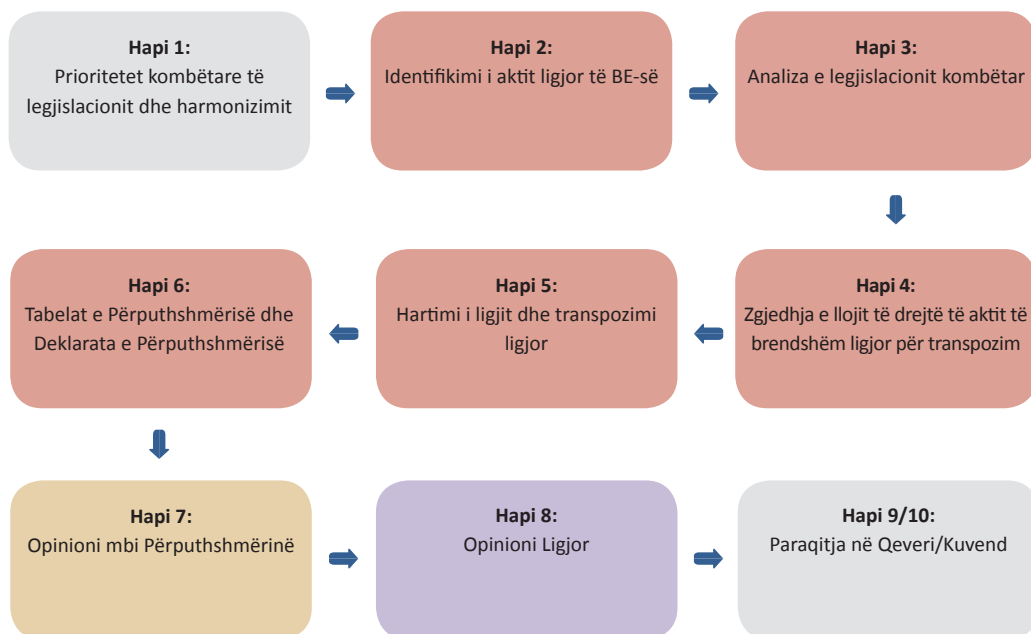 Hapi 1:
Prioritetet kombëtare të
legjislacionit dhe harmonizimit
Hapi 2:
Identifikimi i aktit ligjor të BE-së
Hapi 3:
Analiza e legjislacionit kombëtar
Hapi 4:
Zgjedhja e llojit të drejtë të aktit të
brendshëm ligjor për transpozim
Hapi 5:
Hartimi i ligjit dhe transpozimi
ligjor
Hapi 6:
Tabelat e Përputhshmërisë dhe
Deklarata e Përputhshmërisë
Hapi 7:
Opinioni mbi Përputhshmërinë
Hapi 8:
Opinioni Ligjor
Hapi 9/10:
Paraqitja në Qeveri/Kuvend